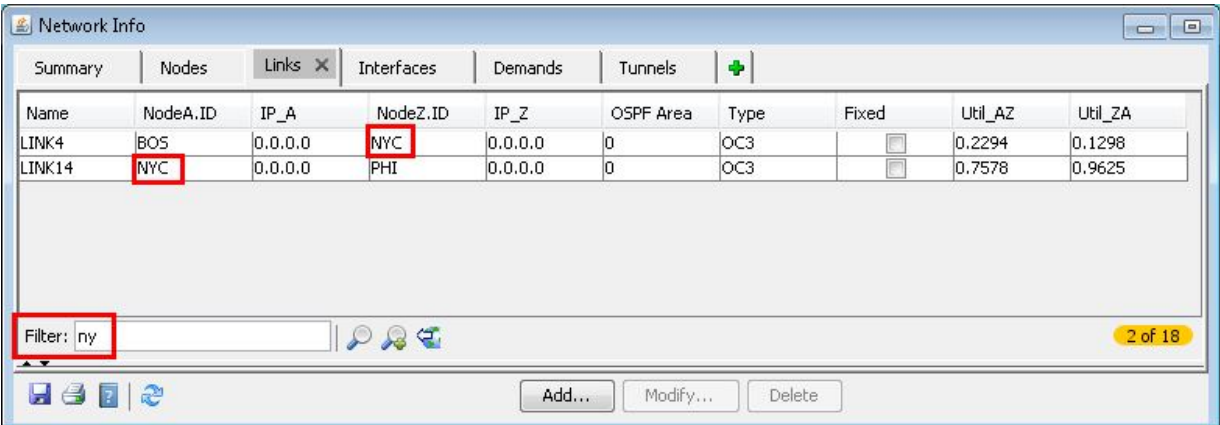 Network Info
Summary Nodes Links Interfaces Demands Tunnels
Name NodeA.ID IP_A NodeZ.ID IP_Z OSPF Area Type Fixed Util_AZ Util_ZA
LINK4 BOS 0.0.0.0 NYC 0.0.0.0 0 OC3 0.2294 0.1298
LINK14 NYC 0.0.0.0 PHI 0.0.0.0 0 OC3 0.7578 0.9625
Filter: ny 2 of 18
Add... Modify... Delete